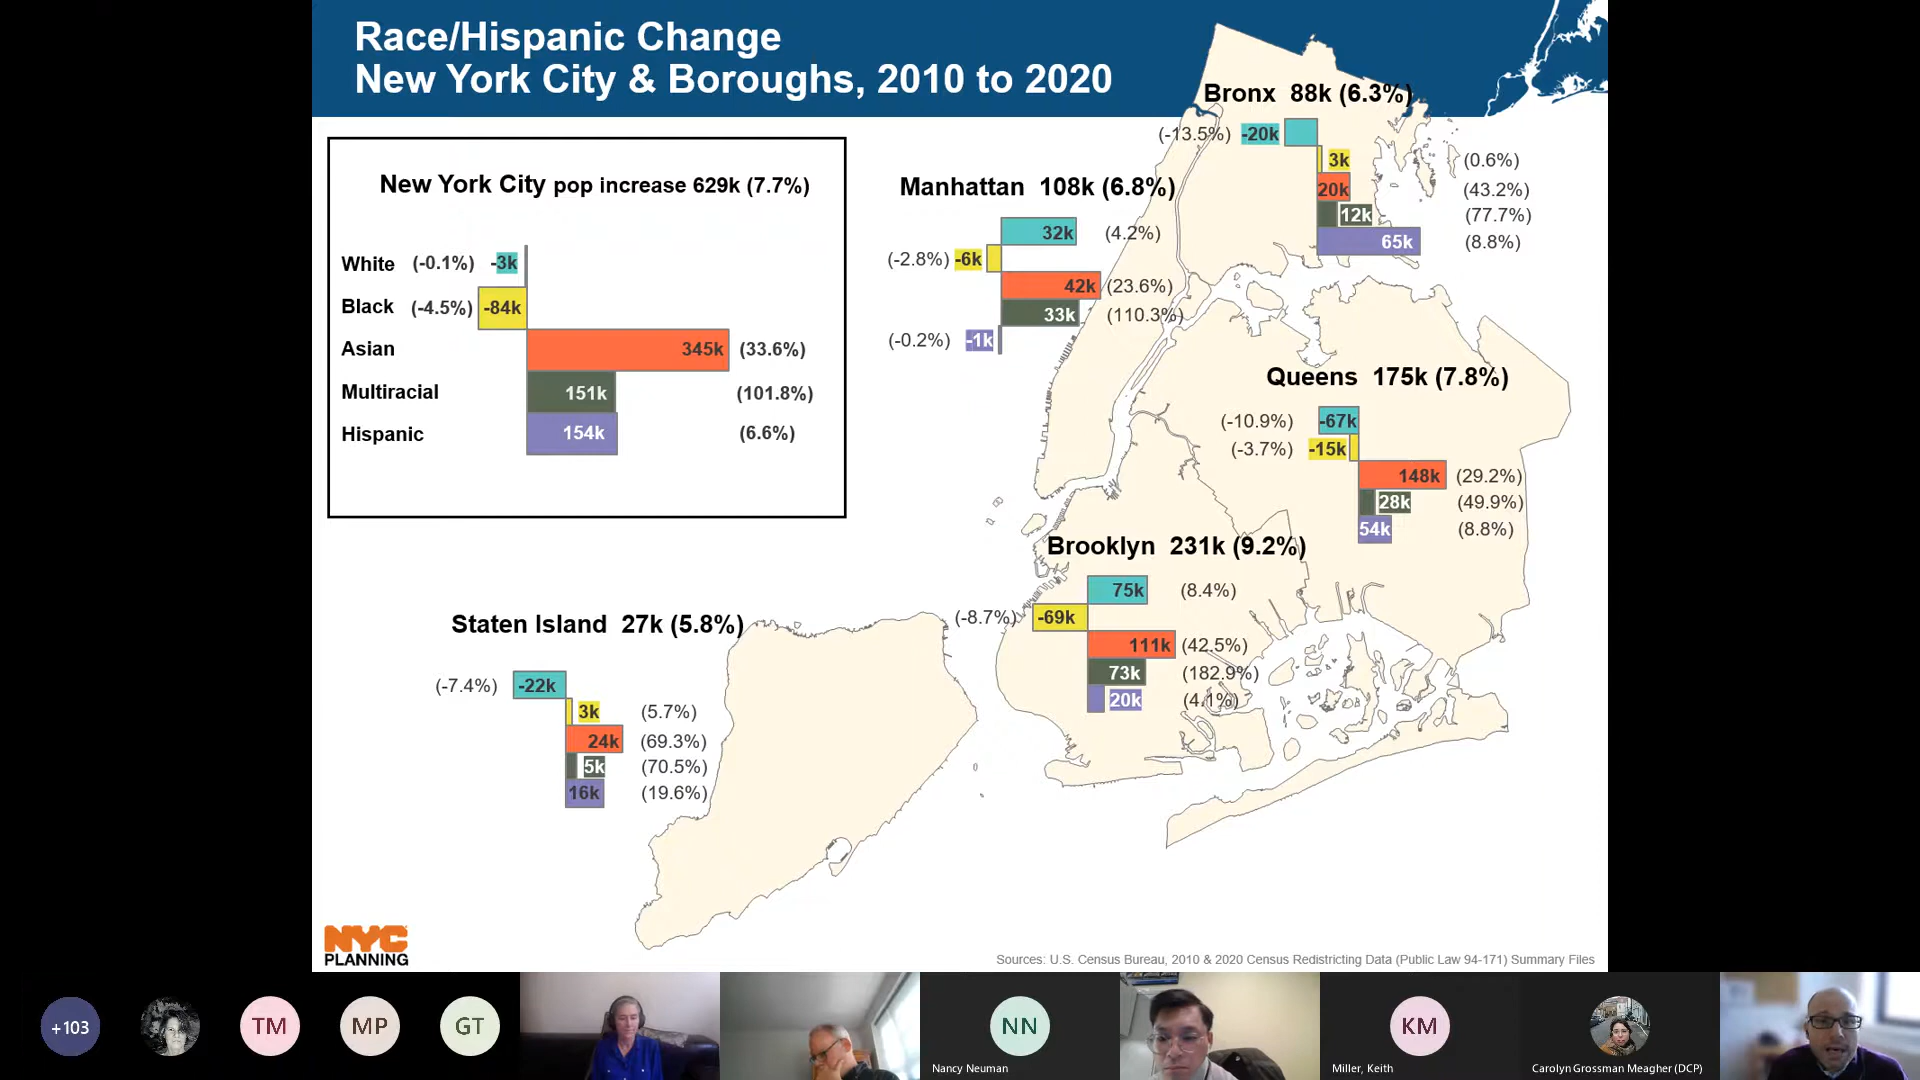 Race/Hispanic Change
New York City & Boroughs, 2010 to 2020
New York City pop increase 629k (7.7%)
White (-0.1%) -3k
Black (-4.5%) -84k
Asian 345k (33.6%)
Multiracial 151k (101.8%)
Hispanic 154k (6.6%)
Bronx 88k (6.3%)
(-13.5%) -20k
3k (0.6%)
20k (43.2%)
12k (77.7%)
65k (8.8%)
Manhattan 108k (6.8%)
32k (4.2%)
(-2.8%) -6k
42k (23.6%)
33k (110.3%)
(-0.2%) -1k
Queens 175k (7.8%)
(-10.9%) -67k
(-3.7%) -15k
148k (29.2%)
28k (49.9%)
54k (8.8%)
Brooklyn 231k (9.2%)
75k (8.4%)
(-8.7%) -69k
111k (42.5%)
73k (182.9%)
20k (4.1%)
Staten Island 27k (5.8%)
(-7.4%) -22k
3k (5.7%)
24k (69.3%)
5k (70.5%)
16k (19.6%)
NYC
PLANNING
Sources: U.S. Census Bureau, 2010 & 2020 Census Redistricting Data (Public Law 94-171) Summary Files
+103
TM
MP
GT
NN
Nancy Neuman
KM
Miller, Keith
Carolyn Grossman Meagher (DCP)